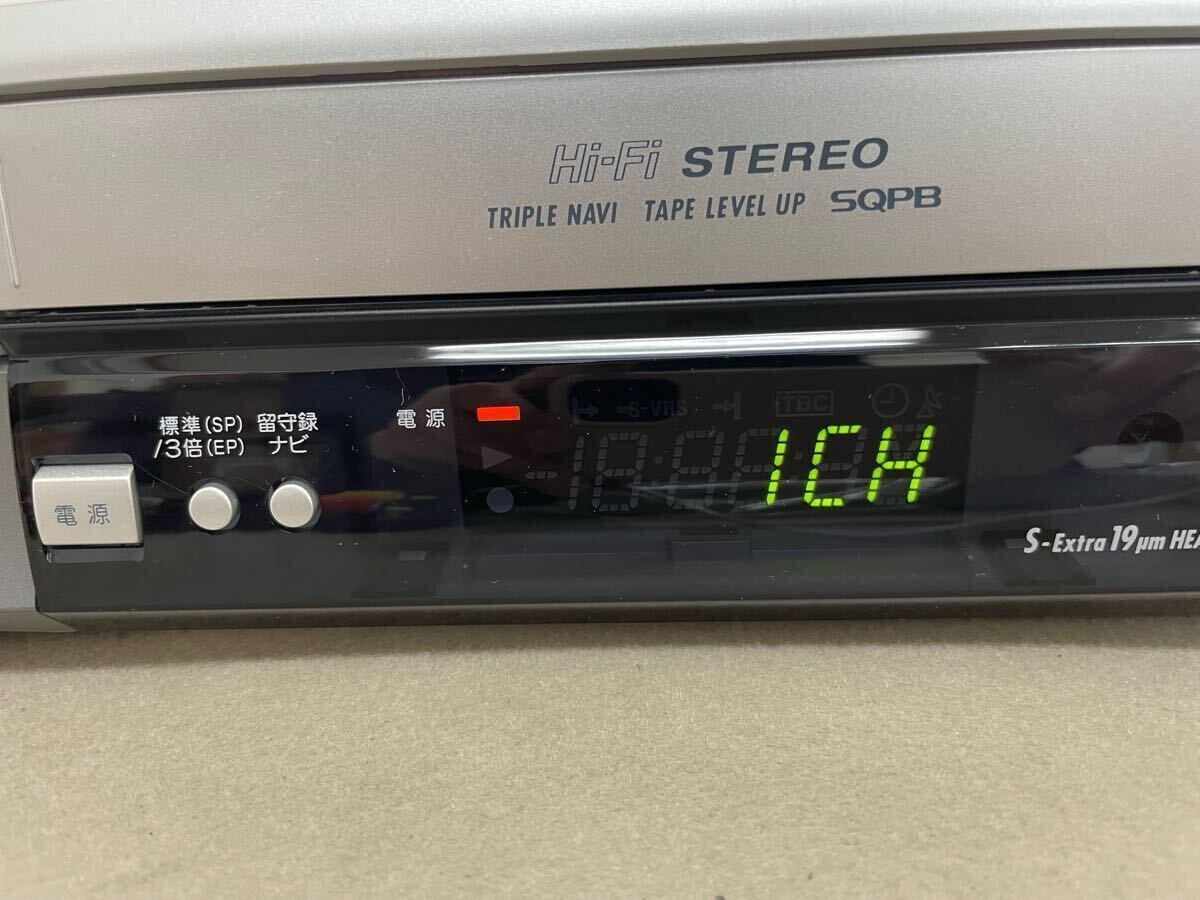 Hi-Fi STEREO
TRIPLE NAVI TAPE LEVEL UP SQPB
標準(SP)
/3倍(EP)
留守録
ナビ
電源
電源
S-VHS
TBC
1CH
S-Extra 19μm